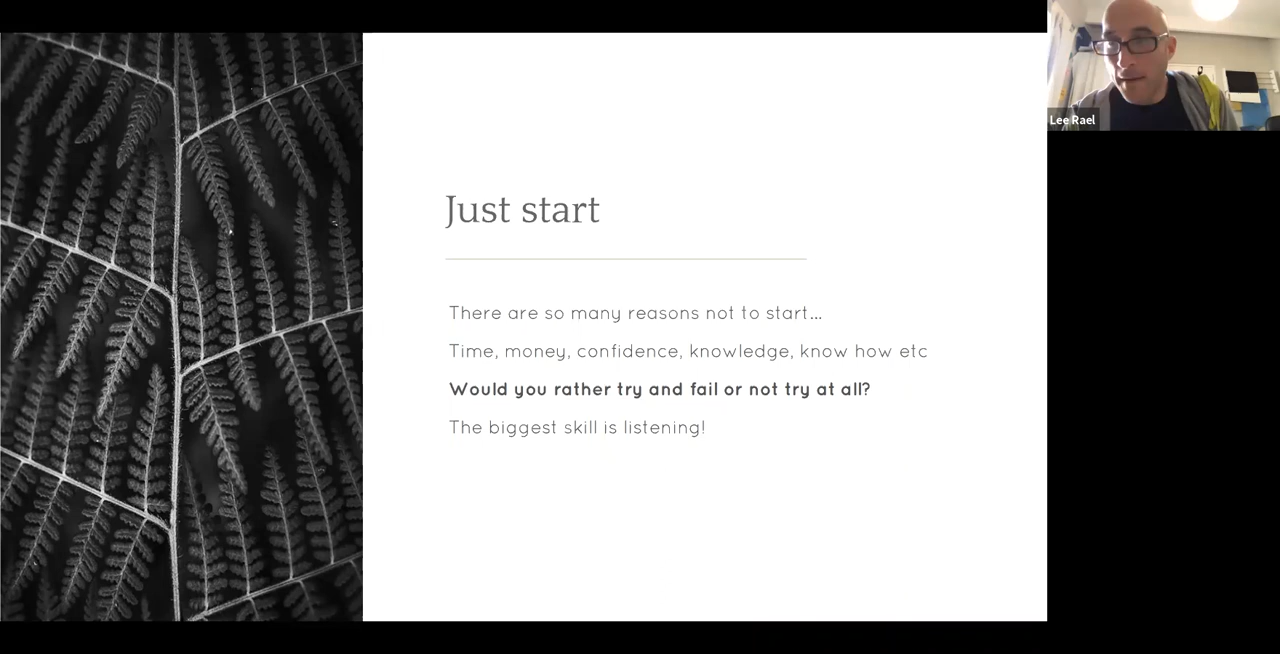 Lee Rael
Just start
There are so many reasons not to start...
Time, money, confidence, knowledge, know how etc
Would you rather try and fail or not try at all?
The biggest skill is listening!